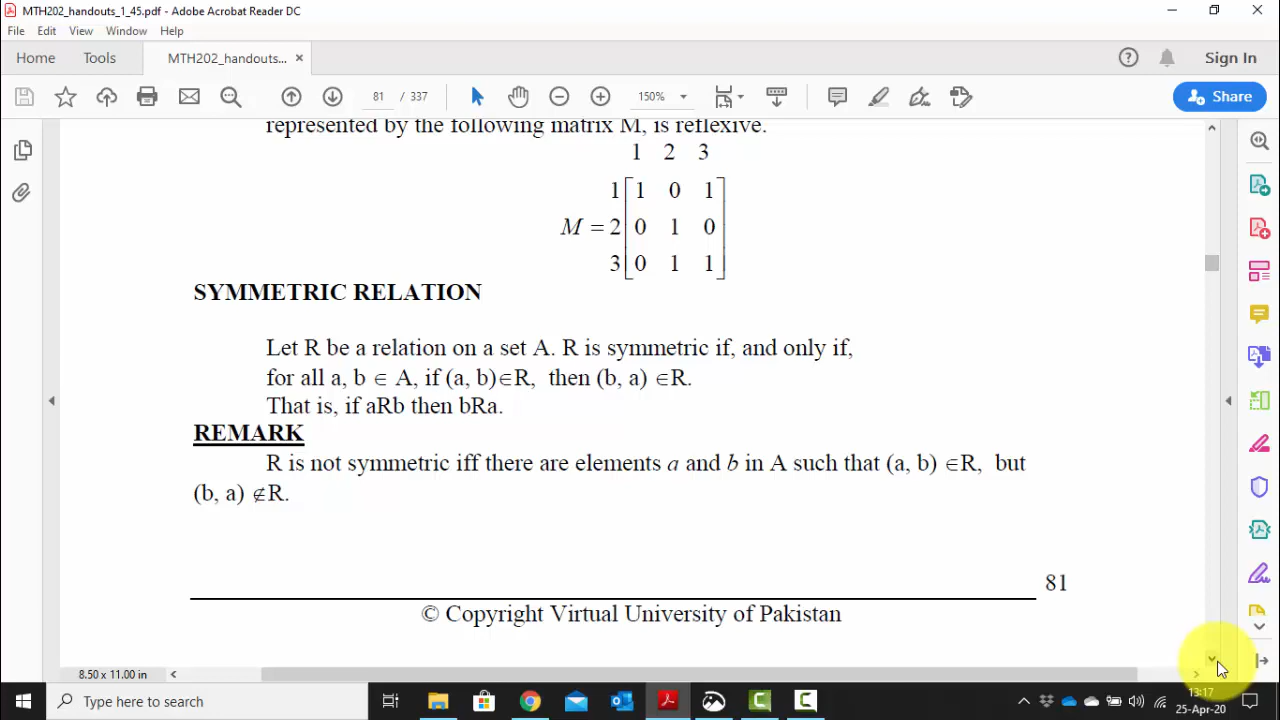 MTH202_handouts_1_45.pdf - Adobe Acrobat Reader DC
File Edit View Window Help
Home Tools MTH202_handouts... × Sign In
81 / 337 150% Share
represented by the following matrix M, is reflexive.
1 2 3
1 1 0 1
M = 2 0 1 0
3 0 1 1
SYMMETRIC RELATION
Let R be a relation on a set A. R is symmetric if, and only if,
for all a, b ∈ A, if (a, b)∈R, then (b, a) ∈R.
That is, if aRb then bRa.
REMARK
R is not symmetric iff there are elements a and b in A such that (a, b) ∈R, but
(b, a) ∉R.
81
© Copyright Virtual University of Pakistan
8.50 x 11.00 in
Type here to search
13:17
25-Apr-20